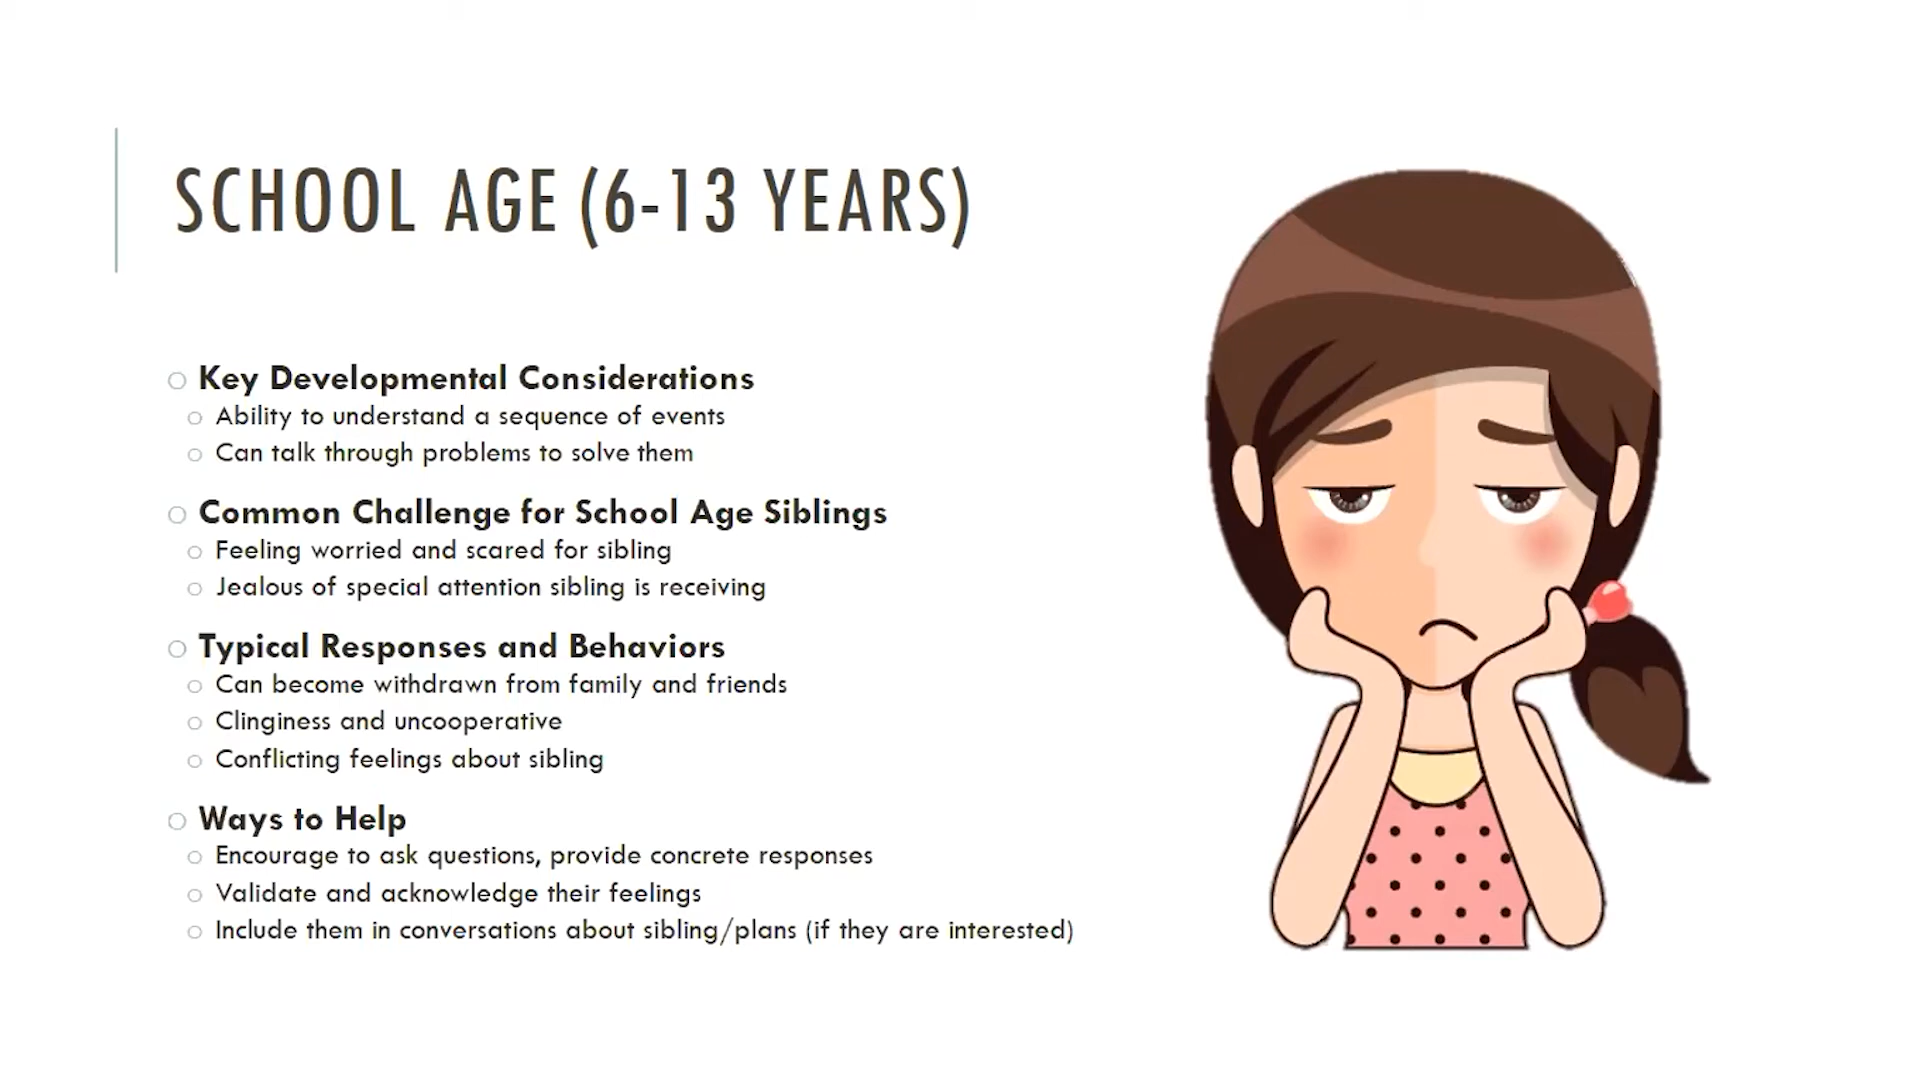 SCHOOL AGE (6-13 YEARS)
Key Developmental Considerations
Ability to understand a sequence of events
Can talk through problems to solve them
Common Challenge for School Age Siblings
Feeling worried and scared for sibling
Jealous of special attention sibling is receiving
Typical Responses and Behaviors
Can become withdrawn from family and friends
Clinginess and uncooperative
Conflicting feelings about sibling
Ways to Help
Encourage to ask questions, provide concrete responses
Validate and acknowledge their feelings
Include them in conversations about sibling/plans (if they are interested)